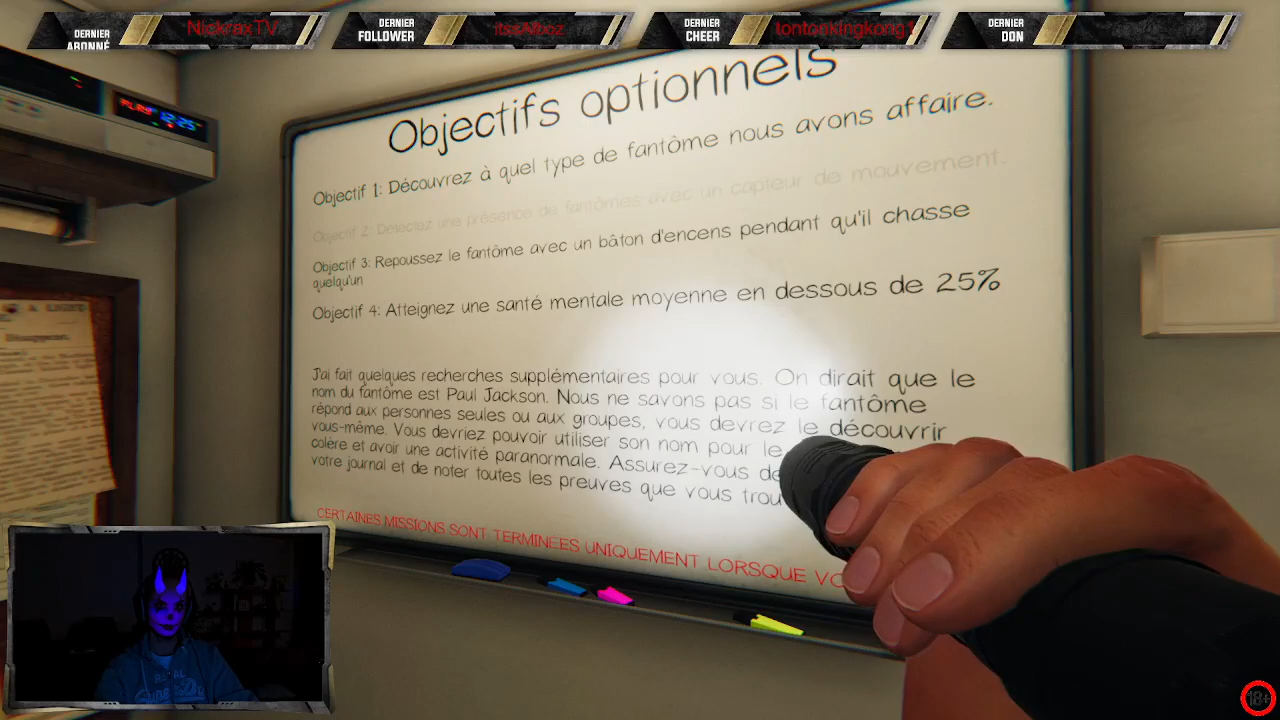 DERNIER
ABONNÉ
NickraxTV
DERNIER
FOLLOWER
DERNIER
CHEER
tontonkingkong1
DERNIER
DON
PLAY 12:25
Objectifs optionnels
Objectif 1: Découvrez à quel type de fantôme nous avons affaire.
Objectif 2: Détectez une présence de fantômes avec un capteur de mouvement.
Objectif 3: Repoussez le fantôme avec un bâton d'encens pendant qu'il chasse
quelqu'un
Objectif 4: Atteignez une santé mentale moyenne en dessous de 25%
J'ai fait quelques recherches supplémentaires pour vous. On dirait que le
nom du fantôme est Paul Jackson. Nous ne savons pas si le fantôme
répond aux personnes seules ou aux groupes, vous devrez le découvrir
vous-même. Vous devriez pouvoir utiliser son nom pour le
colère et avoir une activité paranormale. Assurez-vous de
votre journal et de noter toutes les preuves que vous trou
CERTAINES MISSIONS SONT TERMINÉES UNIQUEMENT LORSQUE VO
18+